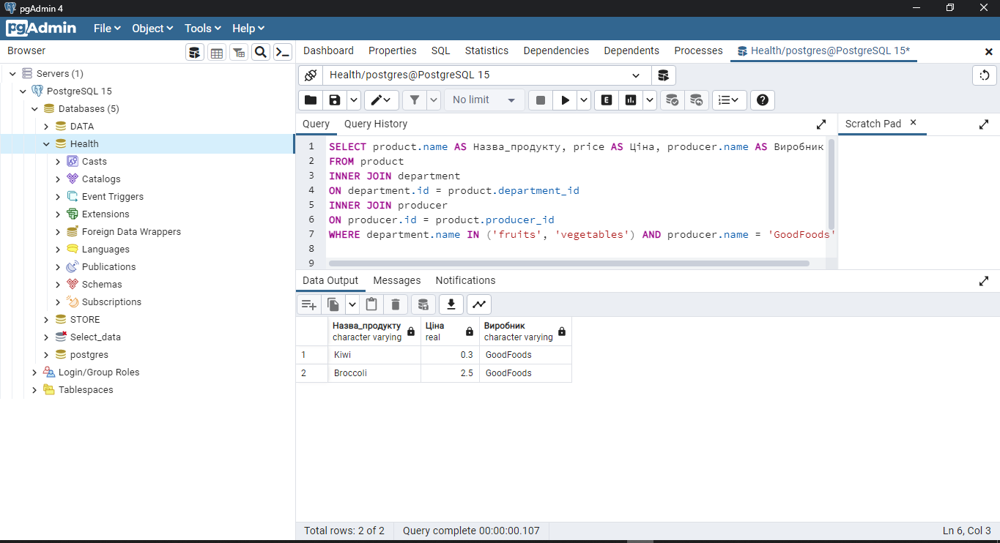 pgAdmin 4
pgAdmin File Object Tools Help
Browser
Dashboard Properties SQL Statistics Dependencies Dependents Processes Health/postgres@PostgreSQL 15*
Servers (1)
PostgreSQL 15
Databases (5)
DATA
Health
Casts
Catalogs
Event Triggers
Extensions
Foreign Data Wrappers
Languages
Publications
Schemas
Subscriptions
STORE
Select_data
postgres
Login/Group Roles
Tablespaces
Health/postgres@PostgreSQL 15
No limit
E
Query Query History
Scratch Pad
1 SELECT product.name AS Назва_продукту, price AS Ціна, producer.name AS Виробник
2 FROM product
3 INNER JOIN department
4 ON department.id = product.department_id
5 INNER JOIN producer
6 ON producer.id = product.producer_id
7 WHERE department.name IN ('fruits', 'vegetables') AND producer.name = 'GoodFoods'
8
9
Data Output Messages Notifications
Назва_продукту Ціна Виробник
character varying real character varying
1 Kiwi 0.3 GoodFoods
2 Broccoli 2.5 GoodFoods
Total rows: 2 of 2 Query complete 00:00:00.107 Ln 6, Col 3